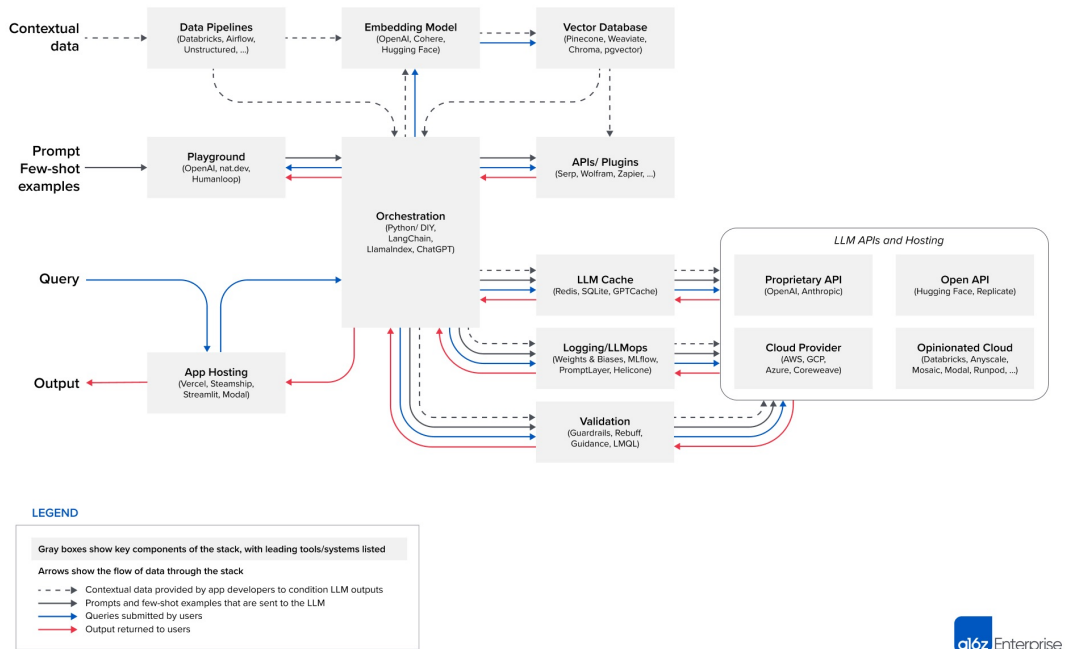 Contextual
data
Data Pipelines
(Databricks, Airflow,
Unstructured, ...)
Embedding Model
(OpenAI, Cohere,
Hugging Face)
Vector Database
(Pinecone, Weaviate,
Chroma, pgvector)
Prompt
Few-shot
examples
Playground
(OpenAI, nat.dev,
Humanloop)
Orchestration
(Python/ DIY,
LangChain,
LlamaIndex, ChatGPT)
APIs/ Plugins
(Serp, Wolfram, Zapier, ...)
Query
LLM Cache
(Redis, SQLite, GPTCache)
LLM APIs and Hosting
Proprietary API
(OpenAI, Anthropic)
Open API
(Hugging Face, Replicate)
Output
App Hosting
(Vercel, Steamship,
Streamlit, Modal)
Logging/LLMops
(Weights & Biases, MLflow,
PromptLayer, Helicone)
Cloud Provider
(AWS, GCP,
Azure, Coreweave)
Opinionated Cloud
(Databricks, Anyscale,
Mosaic, Modal, Runpod, ...)
Validation
(Guardrails, Rebuff,
Guidance, LMQL)
LEGEND
Gray boxes show key components of the stack, with leading tools/systems listed
Arrows show the flow of data through the stack
Contextual data provided by app developers to condition LLM outputs
Prompts and few-shot examples that are sent to the LLM
Queries submitted by users
Output returned to users
a16z Enterprise